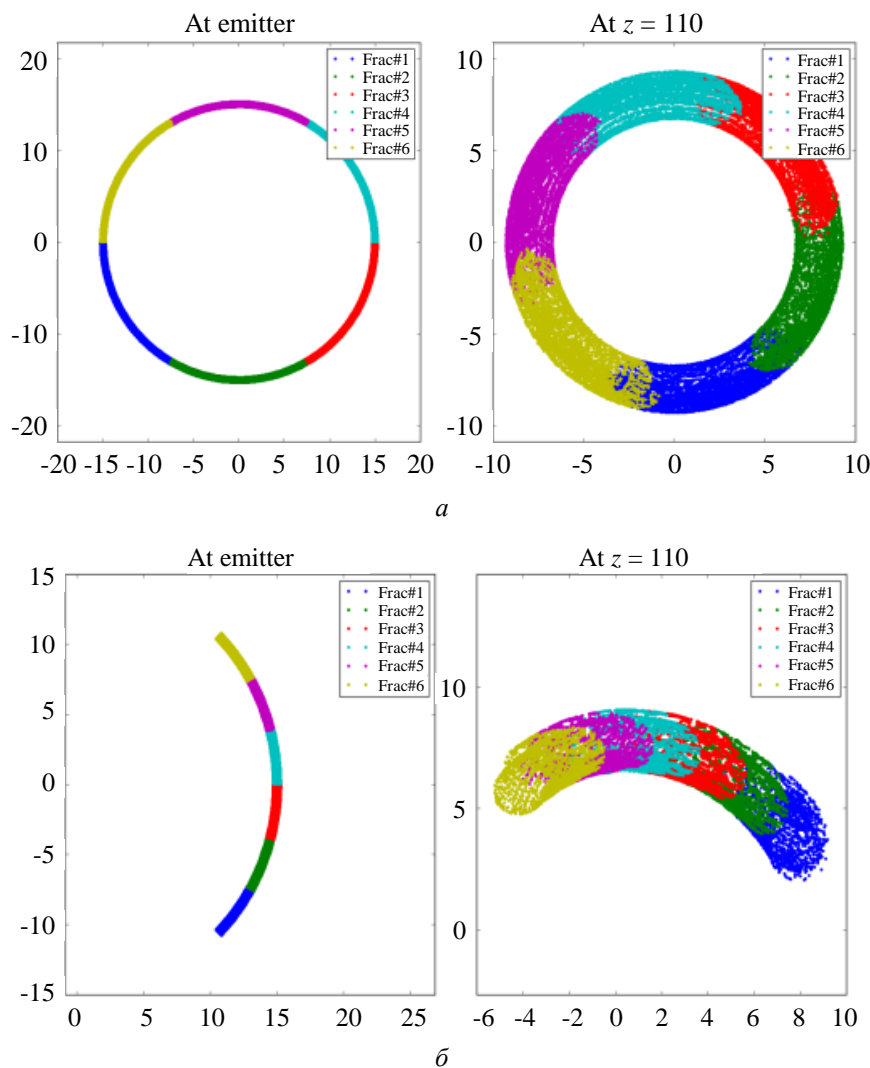 At emitter
At z = 110
Frac#1
Frac#2
Frac#3
Frac#4
Frac#5
Frac#6
20
10
0
-10
-20
-20 -15 -10 -5 0 5 10 15 20
Frac#1
Frac#2
Frac#3
Frac#4
Frac#5
Frac#6
10
5
0
-5
-10
-10 -5 0 5 10
а
At emitter
At z = 110
Frac#1
Frac#2
Frac#3
Frac#4
Frac#5
Frac#6
15
10
5
0
-5
-10
-15
0 5 10 15 20 25
Frac#1
Frac#2
Frac#3
Frac#4
Frac#5
Frac#6
10
5
0
-6 -4 -2 0 2 4 6 8 10
б